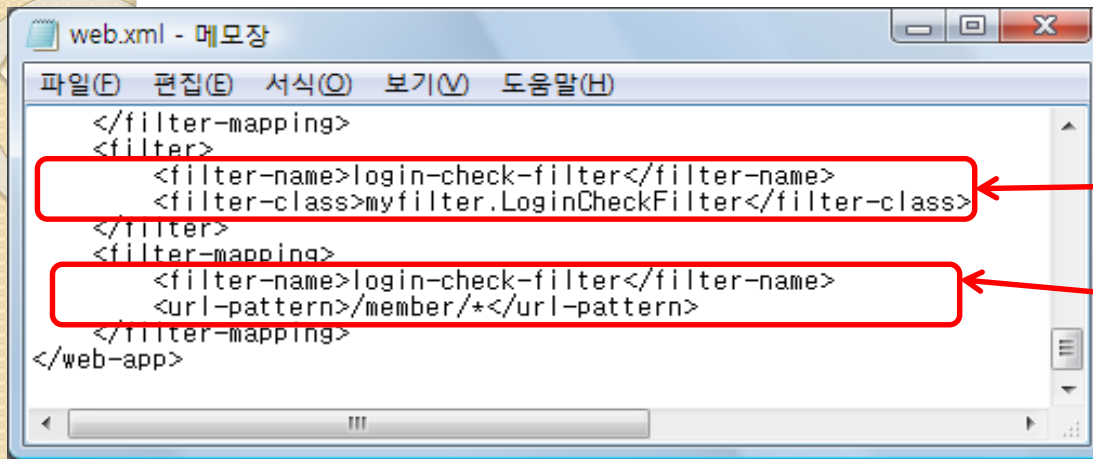 web.xml - 메모장
파일(F) 편집(E) 서식(O) 보기(V) 도움말(H)
</filter-mapping>
<filter>
<filter-name>login-check-filter</filter-name>
<filter-class>myfilter.LoginCheckFilter</filter-class>
</filter>
<filter-mapping>
<filter-name>login-check-filter</filter-name>
<url-pattern>/member/*</url-pattern>
</filter-mapping>
</web-app>